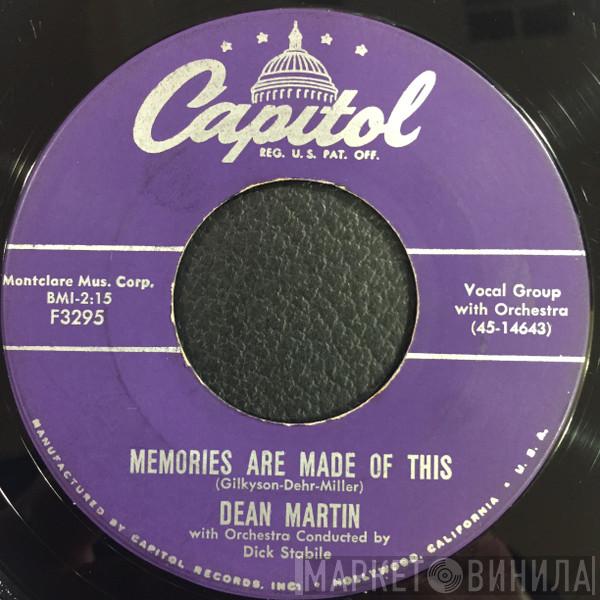 Capitol
REG. U. S. PAT. OFF.
Montclare Mus. Corp.
BMI-2:15
F3295
Vocal Group
with Orchestra
(45-14643)
MEMORIES ARE MADE OF THIS
(Gilkyson-Dehr-Miller)
DEAN MARTIN
with Orchestra Conducted by
Dick Stabile
MANUFACTURED BY CAPITOL RECORDS, INC. • HOLLYWOOD, CALIFORNIA • U. S. A.
МАРКЕТ ВИНИЛА